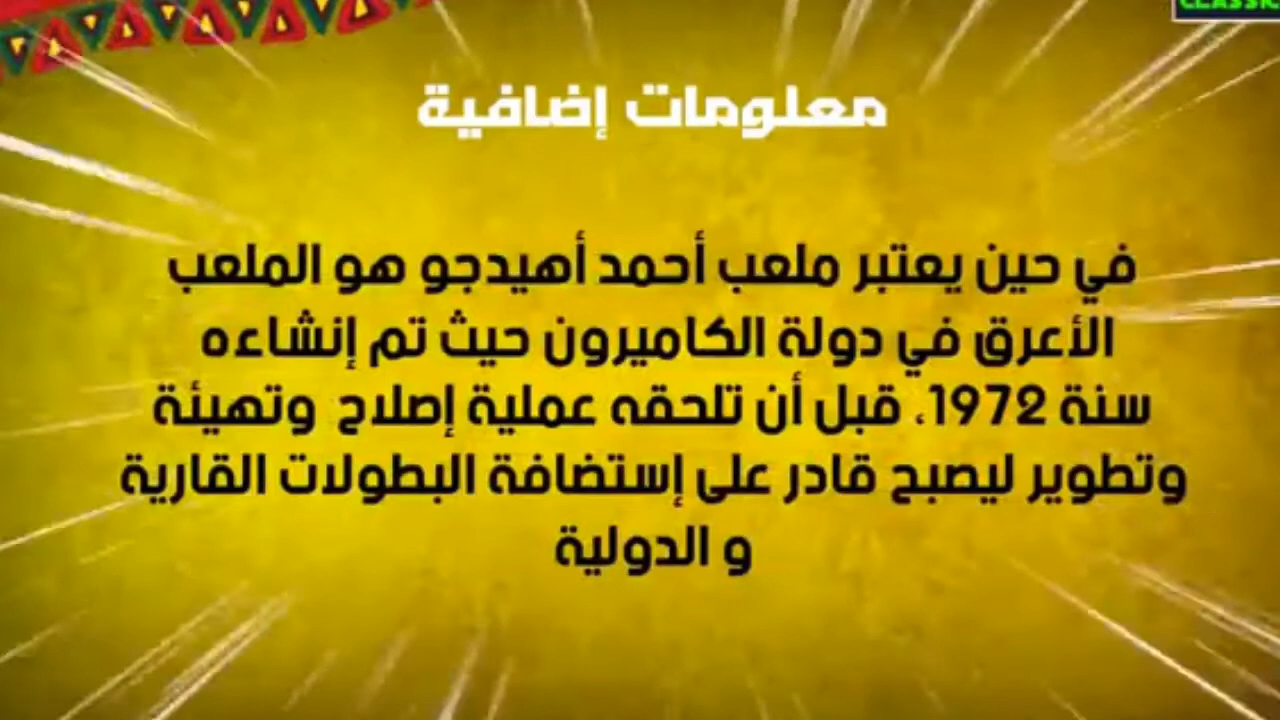 CLASSIC
معلومات إضافية
في حين يعتبر ملعب أحمد أهيدجو هو الملعب
الأعرق في دولة الكاميرون حيث تم إنشاءه
سنة 1972، قبل أن تلحقه عملية إصلاح وتهيئة
وتطوير ليصبح قادر على إستضافة البطولات القارية
و الدولية